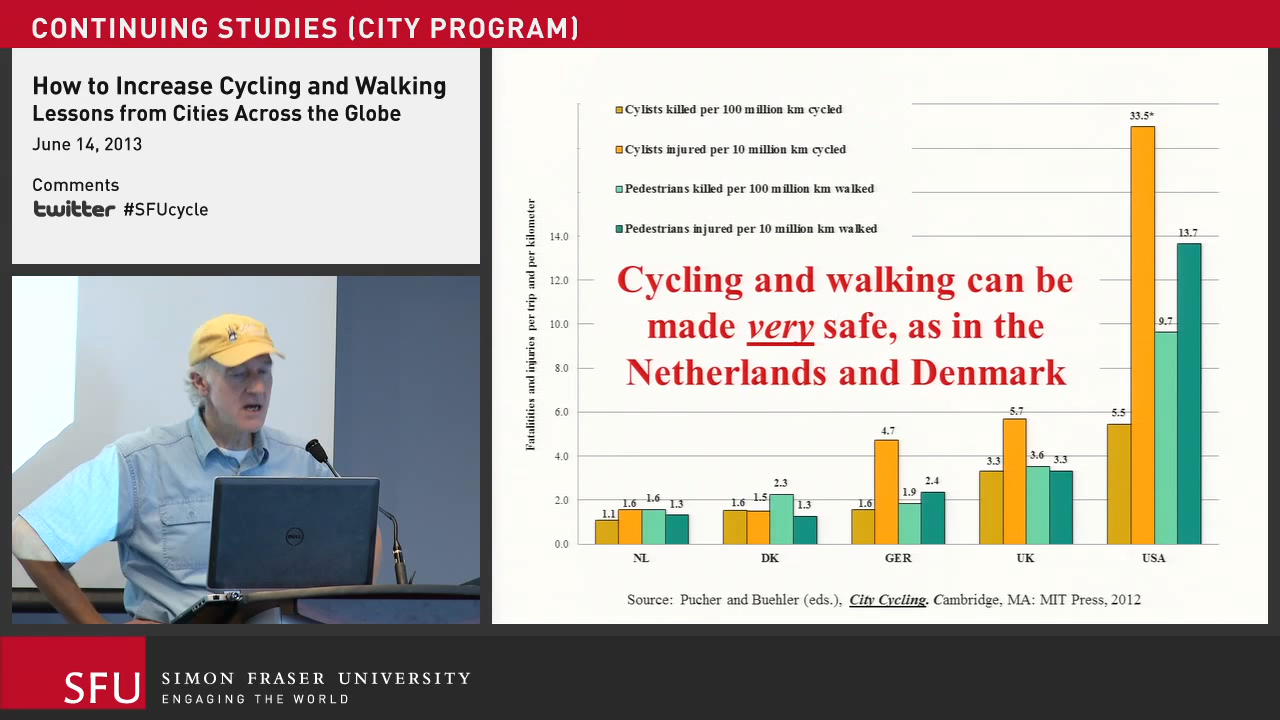 CONTINUING STUDIES (CITY PROGRAM)
How to Increase Cycling and Walking
Lessons from Cities Across the Globe
June 14, 2013
Comments
twitter #SFUcycle
Cylists killed per 100 million km cycled
Cylists injured per 10 million km cycled
Pedestrians killed per 100 million km walked
Pedestrians injured per 10 million km walked
Fatalitities and injuries per trip and per kilometer
14.0
12.0
10.0
8.0
6.0
4.0
2.0
0.0
Cycling and walking can be
made very safe, as in the
Netherlands and Denmark
1.1 1.6 1.6 1.3
1.6 1.5 2.3 1.3
1.6 4.7 1.9 2.4
3.3 5.7 3.6 3.3
5.5 33.5* 9.7 13.7
NL DK GER UK USA
Source: Pucher and Buehler (eds.), City Cycling. Cambridge, MA: MIT Press, 2012
DELL
SFU
SIMON FRASER UNIVERSITY
ENGAGING THE WORLD